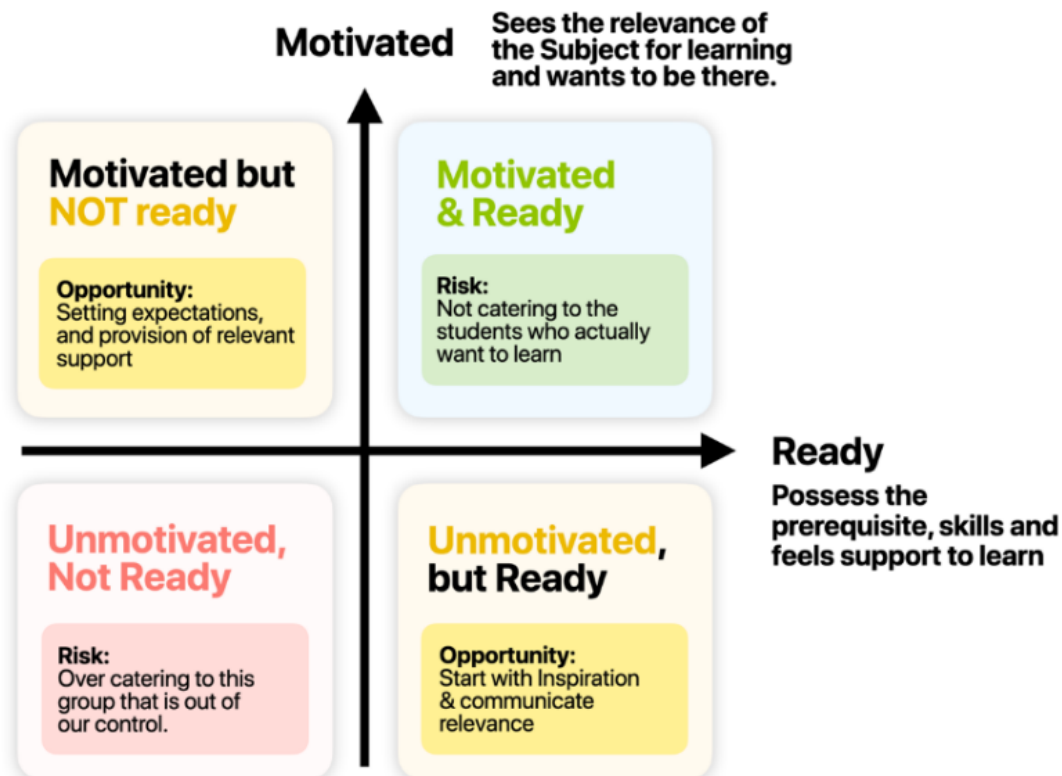 Motivated
Sees the relevance of
the Subject for learning
and wants to be there.
Motivated but
NOT ready
Opportunity:
Setting expectations,
and provision of relevant
support
Motivated
& Ready
Risk:
Not catering to the
students who actually
want to learn
Ready
Possess the
prerequisite, skills and
feels support to learn
Unmotivated,
Not Ready
Risk:
Over catering to this
group that is out of
our control.
Unmotivated,
but Ready
Opportunity:
Start with Inspiration
& communicate
relevance